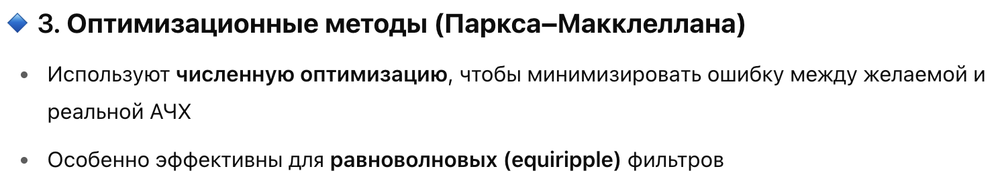 🔷 3. Оптимизационные методы (Паркса–Макклеллана)
• Используют численную оптимизацию, чтобы минимизировать ошибку между желаемой и
реальной АЧХ
• Особенно эффективны для равноволновых (equiripple) фильтров